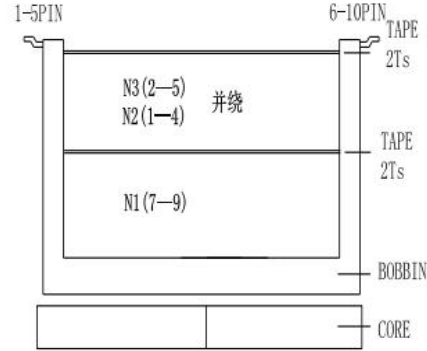 1-5PIN
6-10PIN
TAPE
2Ts
N3(2—5)
N2(1—4)
并绕
TAPE
2Ts
N1(7—9)
BOBBIN
CORE